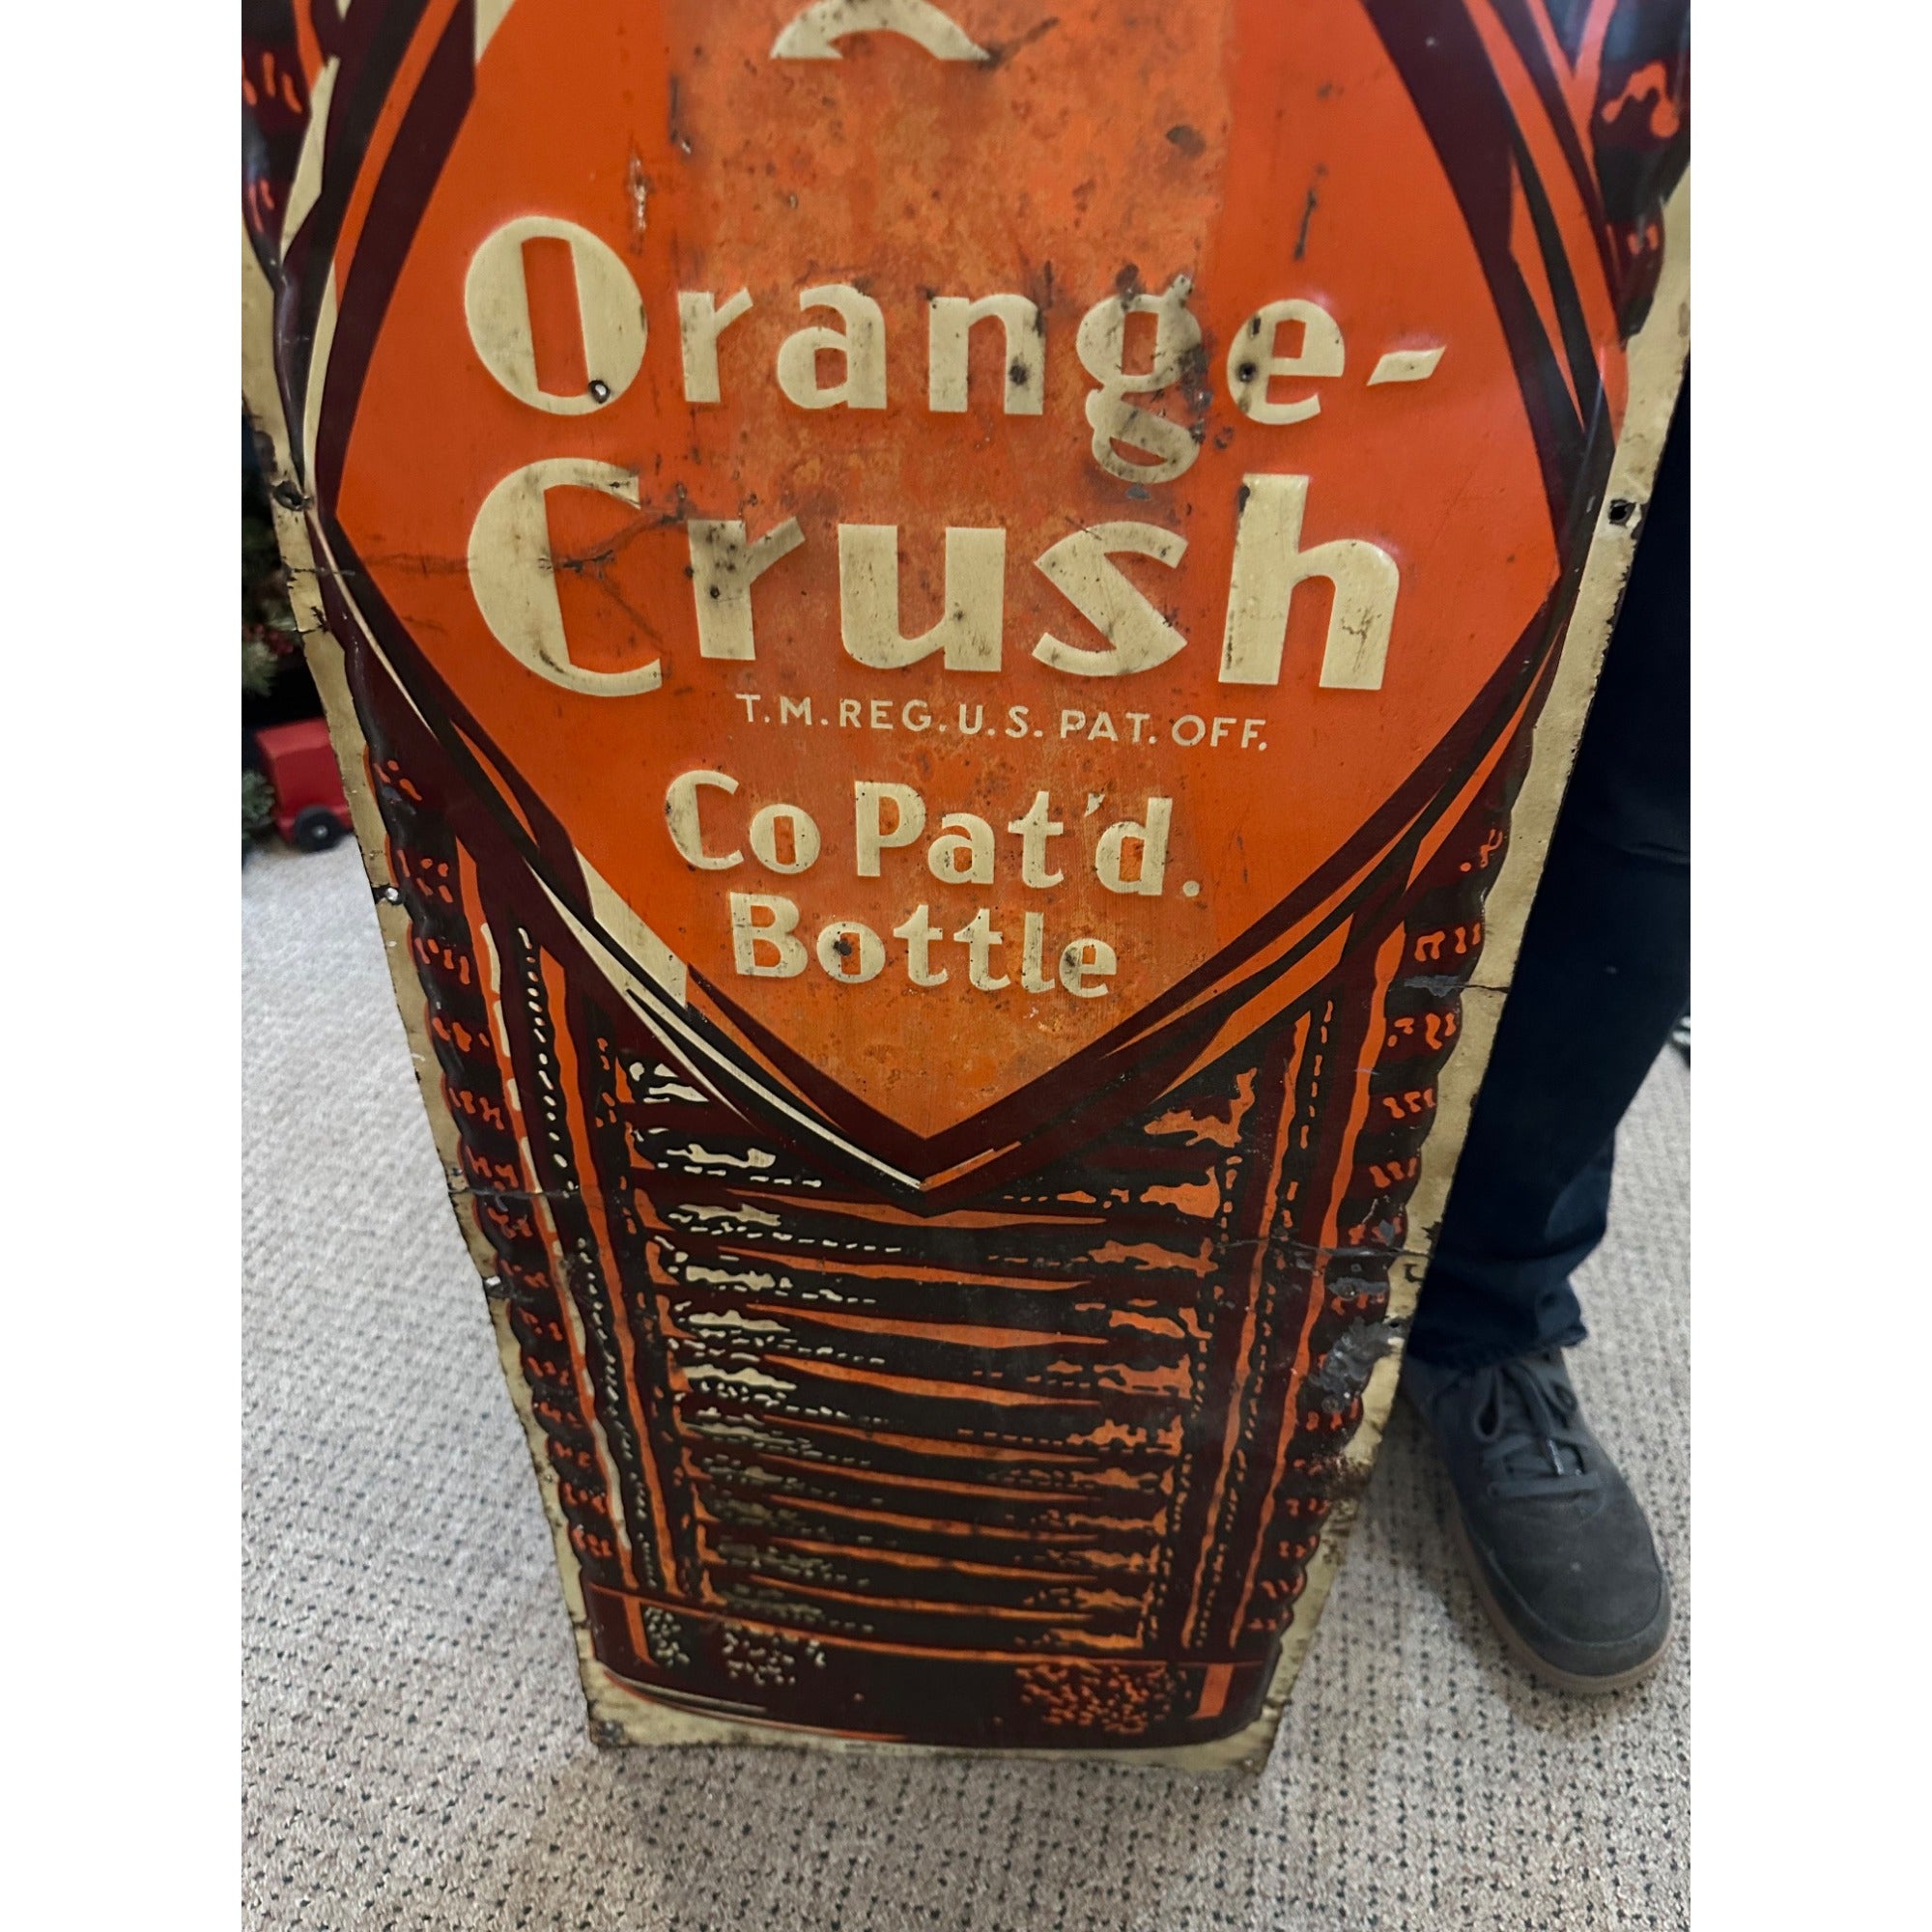 Orange-
Crush
T.M.REG.U.S. PAT. OFF.
Co Pat'd.
Bottle